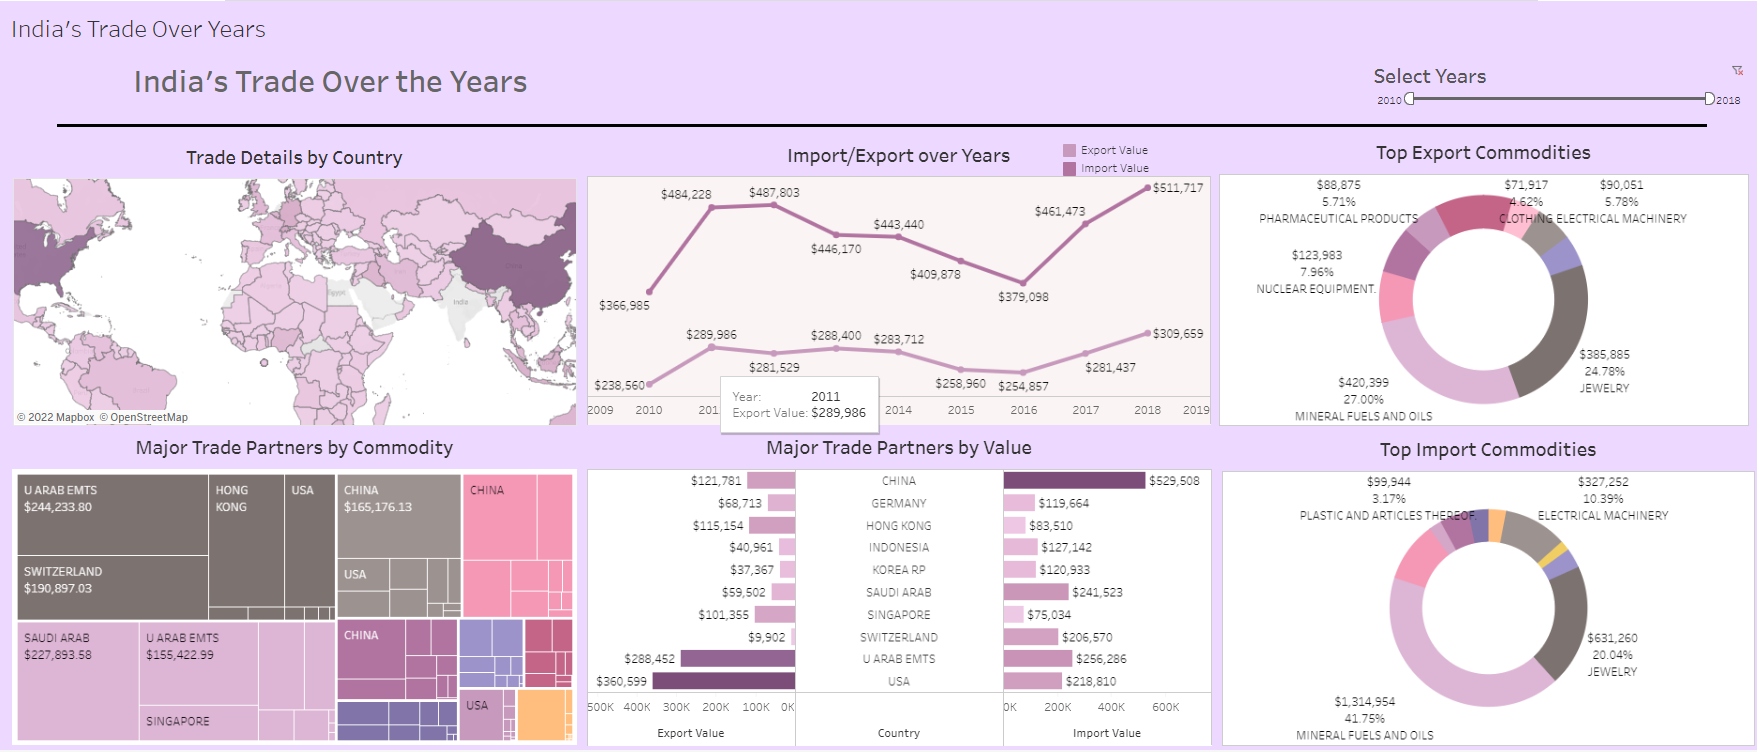 India's Trade Over Years
India's Trade Over the Years
Select Years
2010
2018
Trade Details by Country
© 2022 Mapbox © OpenStreetMap
Egypt
India
Import/Export over Years
Export Value
Import Value
$484,228
$487,803
$511,717
$461,473
$443,440
$446,170
$409,878
$379,098
$366,985
$289,986
$288,400
$283,712
$309,659
$281,529
$281,437
$258,960
$254,857
$238,560
Year: 2011
Export Value: $289,986
2009 2010 201 2014 2015 2016 2017 2018 2019
Top Export Commodities
$88,875
5.71%
PHARMACEUTICAL PRODUCTS
$71,917
4.62%
CLOTHING
$90,051
5.78%
ELECTRICAL MACHINERY
$123,983
7.96%
NUCLEAR EQUIPMENT.
$385,885
24.78%
JEWELRY
$420,399
27.00%
MINERAL FUELS AND OILS
Major Trade Partners by Commodity
U ARAB EMTS
$244,233.80
HONG
KONG
USA
SWITZERLAND
$190,897.03
CHINA
$165,176.13
USA
CHINA
SAUDI ARAB
$227,893.58
U ARAB EMTS
$155,422.99
SINGAPORE
CHINA
USA
Major Trade Partners by Value
$121,781 CHINA $529,508
$68,713 GERMANY $119,664
$115,154 HONG KONG $83,510
$40,961 INDONESIA $127,142
$37,367 KOREA RP $120,933
$59,502 SAUDI ARAB $241,523
$101,355 SINGAPORE $75,034
$9,902 SWITZERLAND $206,570
$288,452 U ARAB EMTS $256,286
$360,599 USA $218,810
500K 400K 300K 200K 100K 0K
0K 200K 400K 600K
Export Value
Country
Import Value
Top Import Commodities
$99,944
3.17%
PLASTIC AND ARTICLES THEREOF.
$327,252
10.39%
ELECTRICAL MACHINERY
$631,260
20.04%
JEWELRY
$1,314,954
41.75%
MINERAL FUELS AND OILS